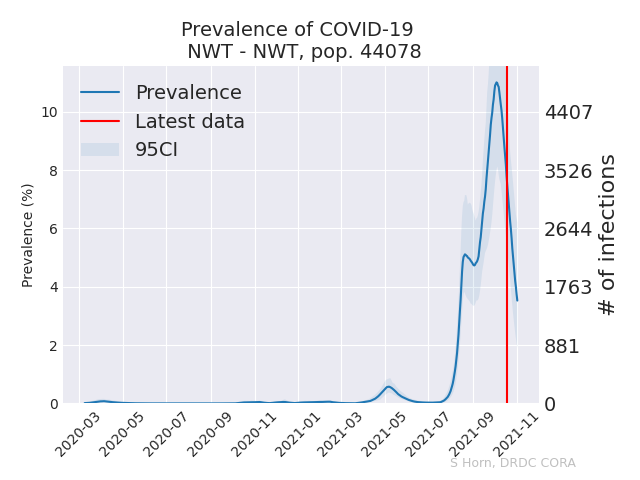 Prevalence of COVID-19
NWT - NWT, pop. 44078
Prevalence
Latest data
95CI
Prevalence (%)
10
8
6
4
2
0
4407
3526
2644
1763
881
0
# of infections
2020-03
2020-05
2020-07
2020-09
2020-11
2021-01
2021-03
2021-05
2021-07
2021-09
2021-11
S Horn, DRDC CORA